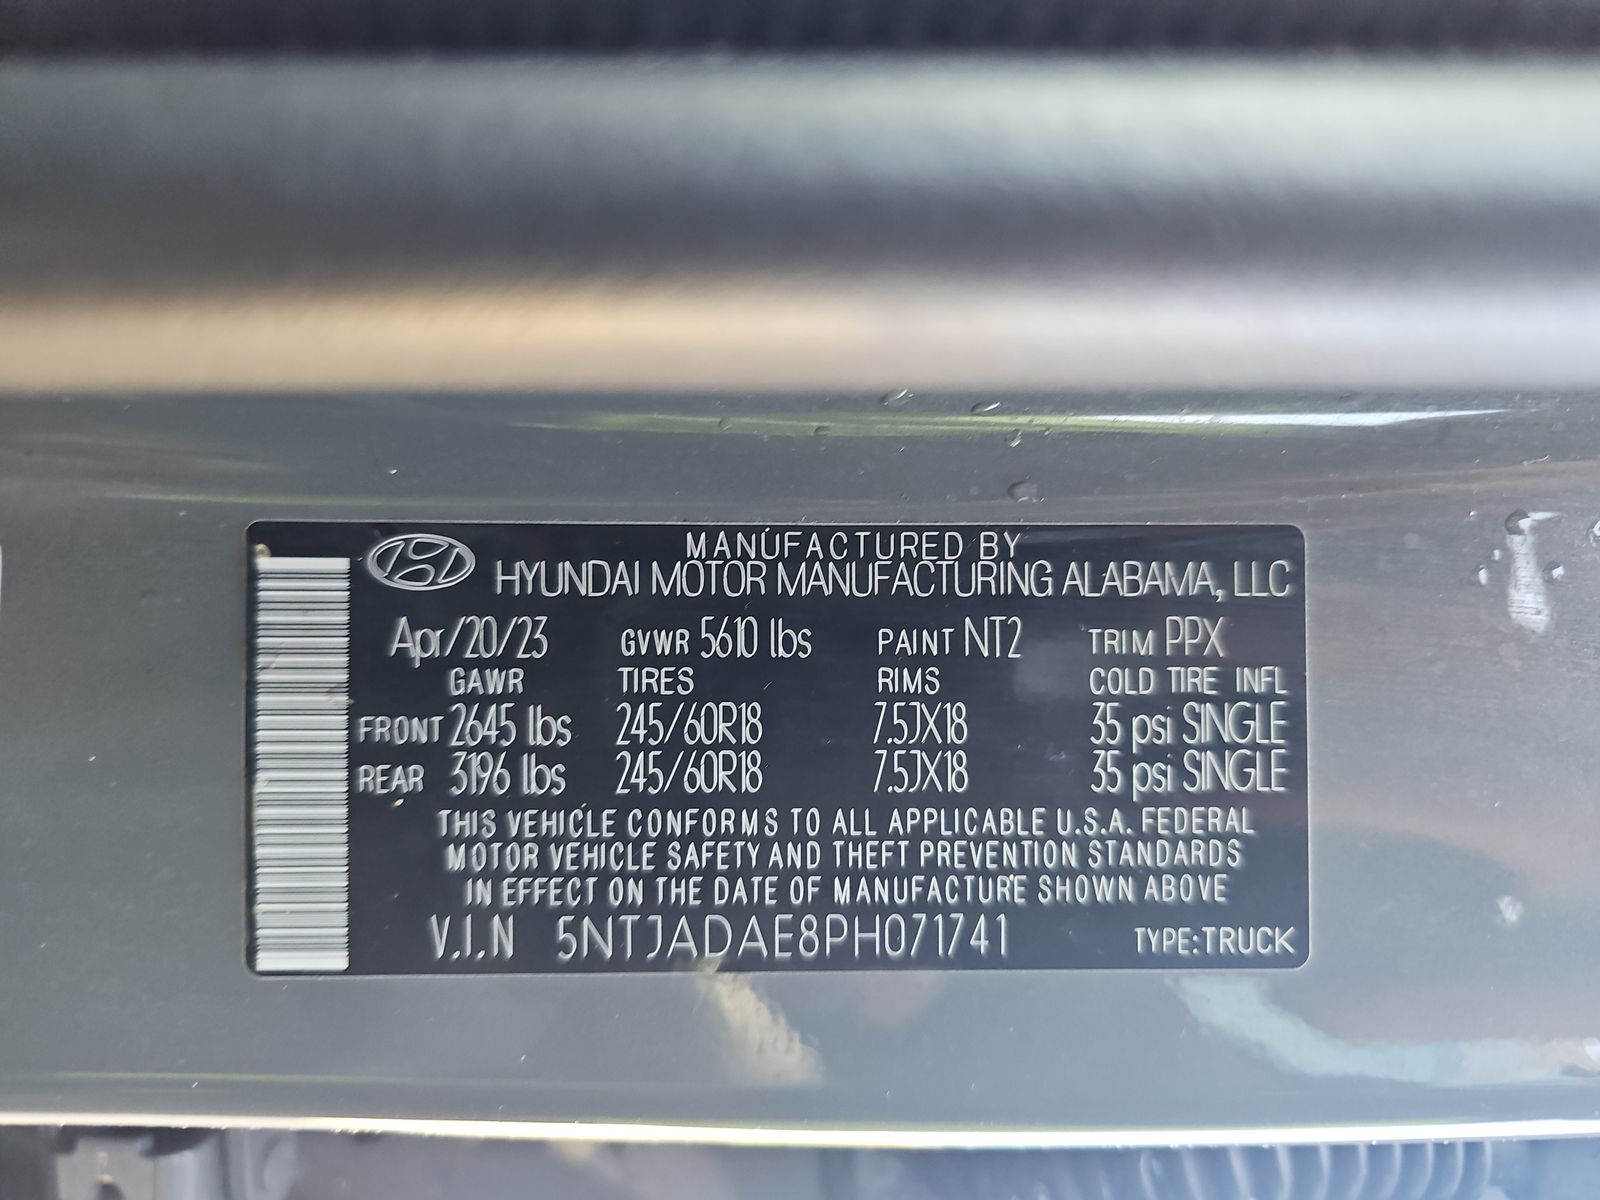 MANUFACTURED BY
HYUNDAI MOTOR MANUFACTURING ALABAMA, LLC
Apr/20/23 GVWR 5610 lbs PAINT NT2 TRIM PPX
GAWR TIRES RIMS COLD TIRE INFL
FRONT 2645 lbs 245/60R18 7.5JX18 35 psi SINGLE
REAR 3196 lbs 245/60R18 7.5JX18 35 psi SINGLE
THIS VEHICLE CONFORMS TO ALL APPLICABLE U.S.A. FEDERAL
MOTOR VEHICLE SAFETY AND THEFT PREVENTION STANDARDS
IN EFFECT ON THE DATE OF MANUFACTURE SHOWN ABOVE
V.I.N 5NTJADAE8PH071741 TYPE:TRUCK